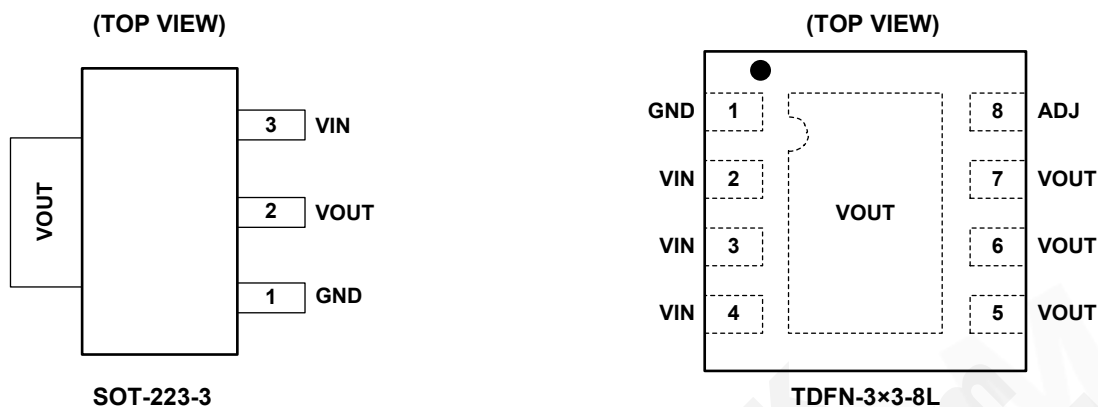 (TOP VIEW)
VOUT
3 VIN
2 VOUT
1 GND
SOT-223-3
(TOP VIEW)
GND 1
VIN 2
VIN 3
VIN 4
VOUT
8 ADJ
7 VOUT
6 VOUT
5 VOUT
TDFN-3×3-8L